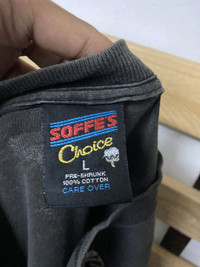 SOFFE'S
Choice
L
PRE-SHRUNK
100% COTTON
CARE OVER